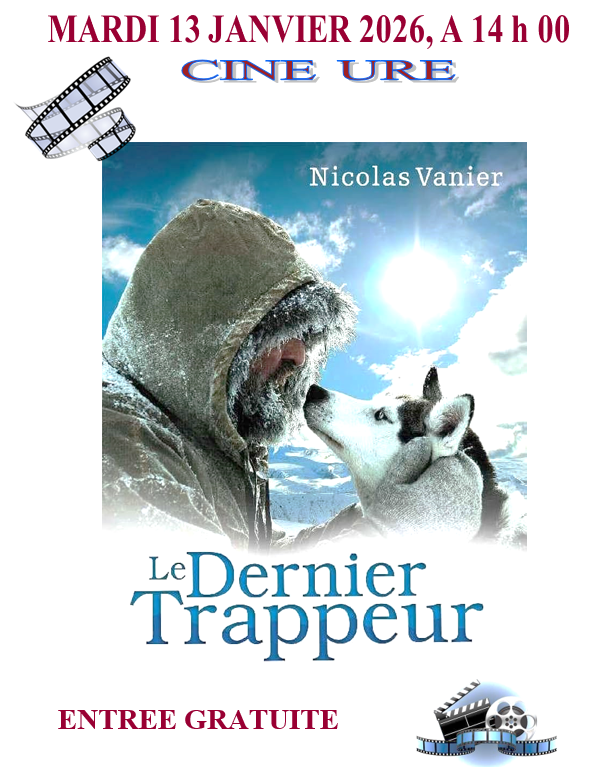 MARDI 13 JANVIER 2026, A 14 h 00
CINE URE
Nicolas Vanier
Le Dernier
Trappeur
ENTREE GRATUITE